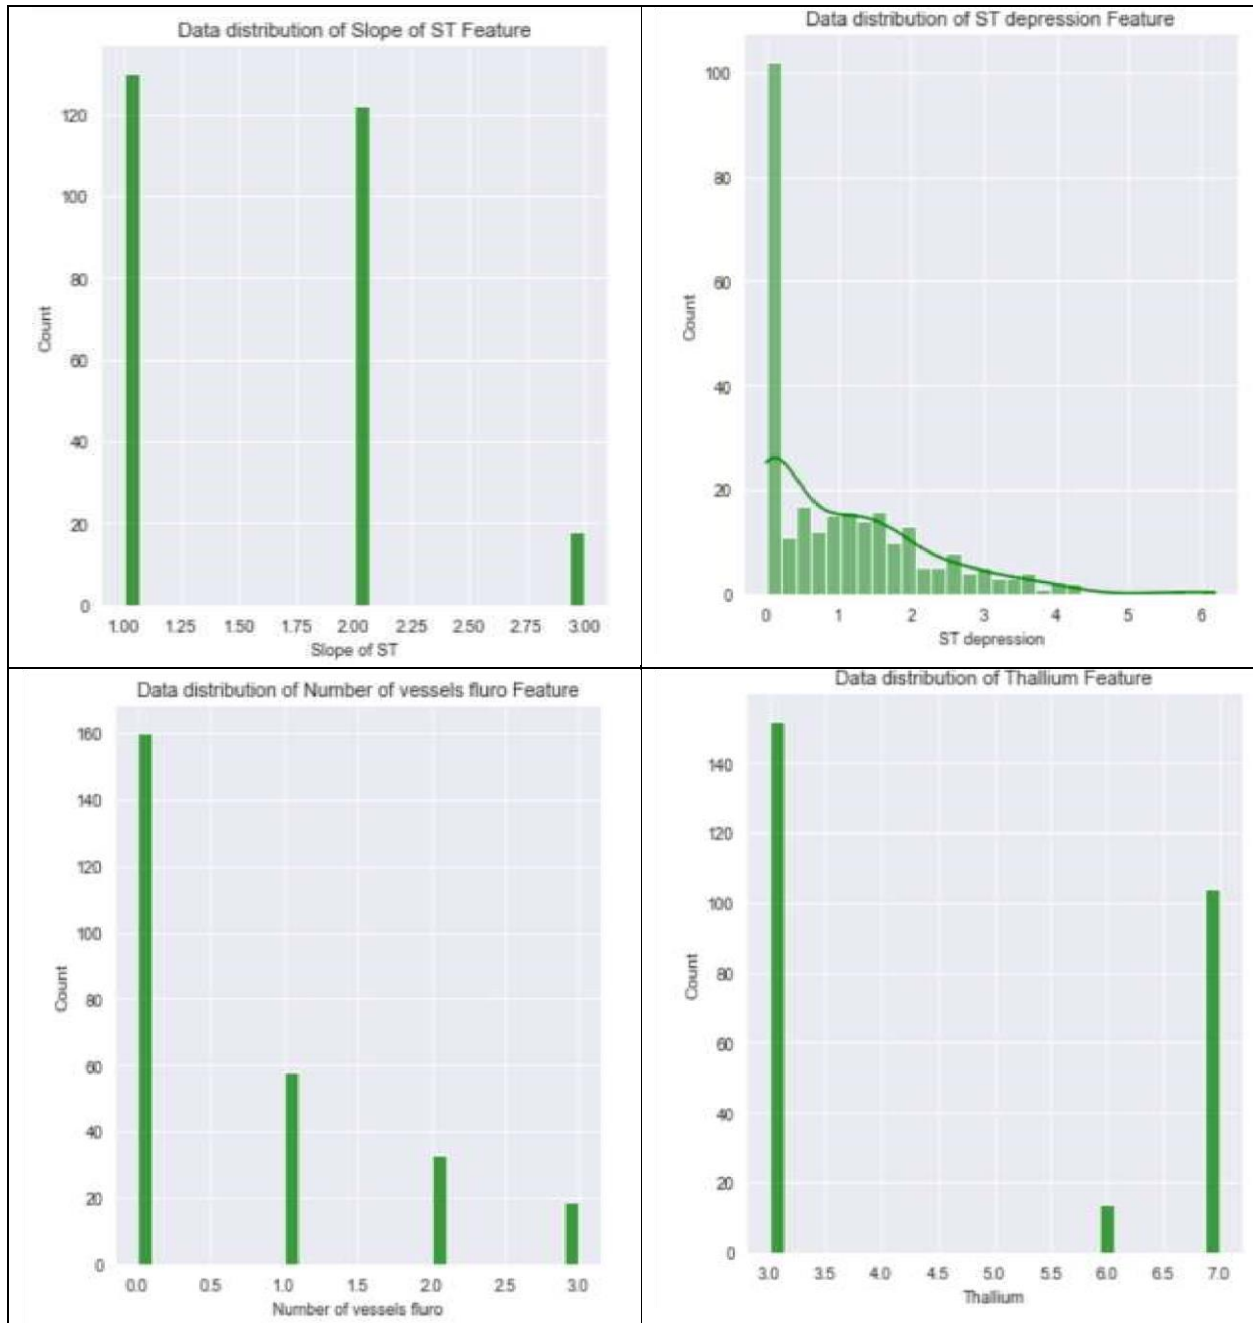 Data distribution of Slope of ST Feature
120
100
80
60
40
20
0
Count
1.00 1.25 1.50 1.75 2.00 2.25 2.50 2.75 3.00
Slope of ST
Data distribution of ST depression Feature
100
80
60
40
20
0
Count
0 1 2 3 4 5 6
ST depression
Data distribution of Number of vessels fluro Feature
160
140
120
100
80
60
40
20
0
Count
0.0 0.5 1.0 1.5 2.0 2.5 3.0
Number of vessels fluro
Data distribution of Thallium Feature
140
120
100
80
60
40
20
0
Count
3.0 3.5 4.0 4.5 5.0 5.5 6.0 6.5 7.0
Thallium